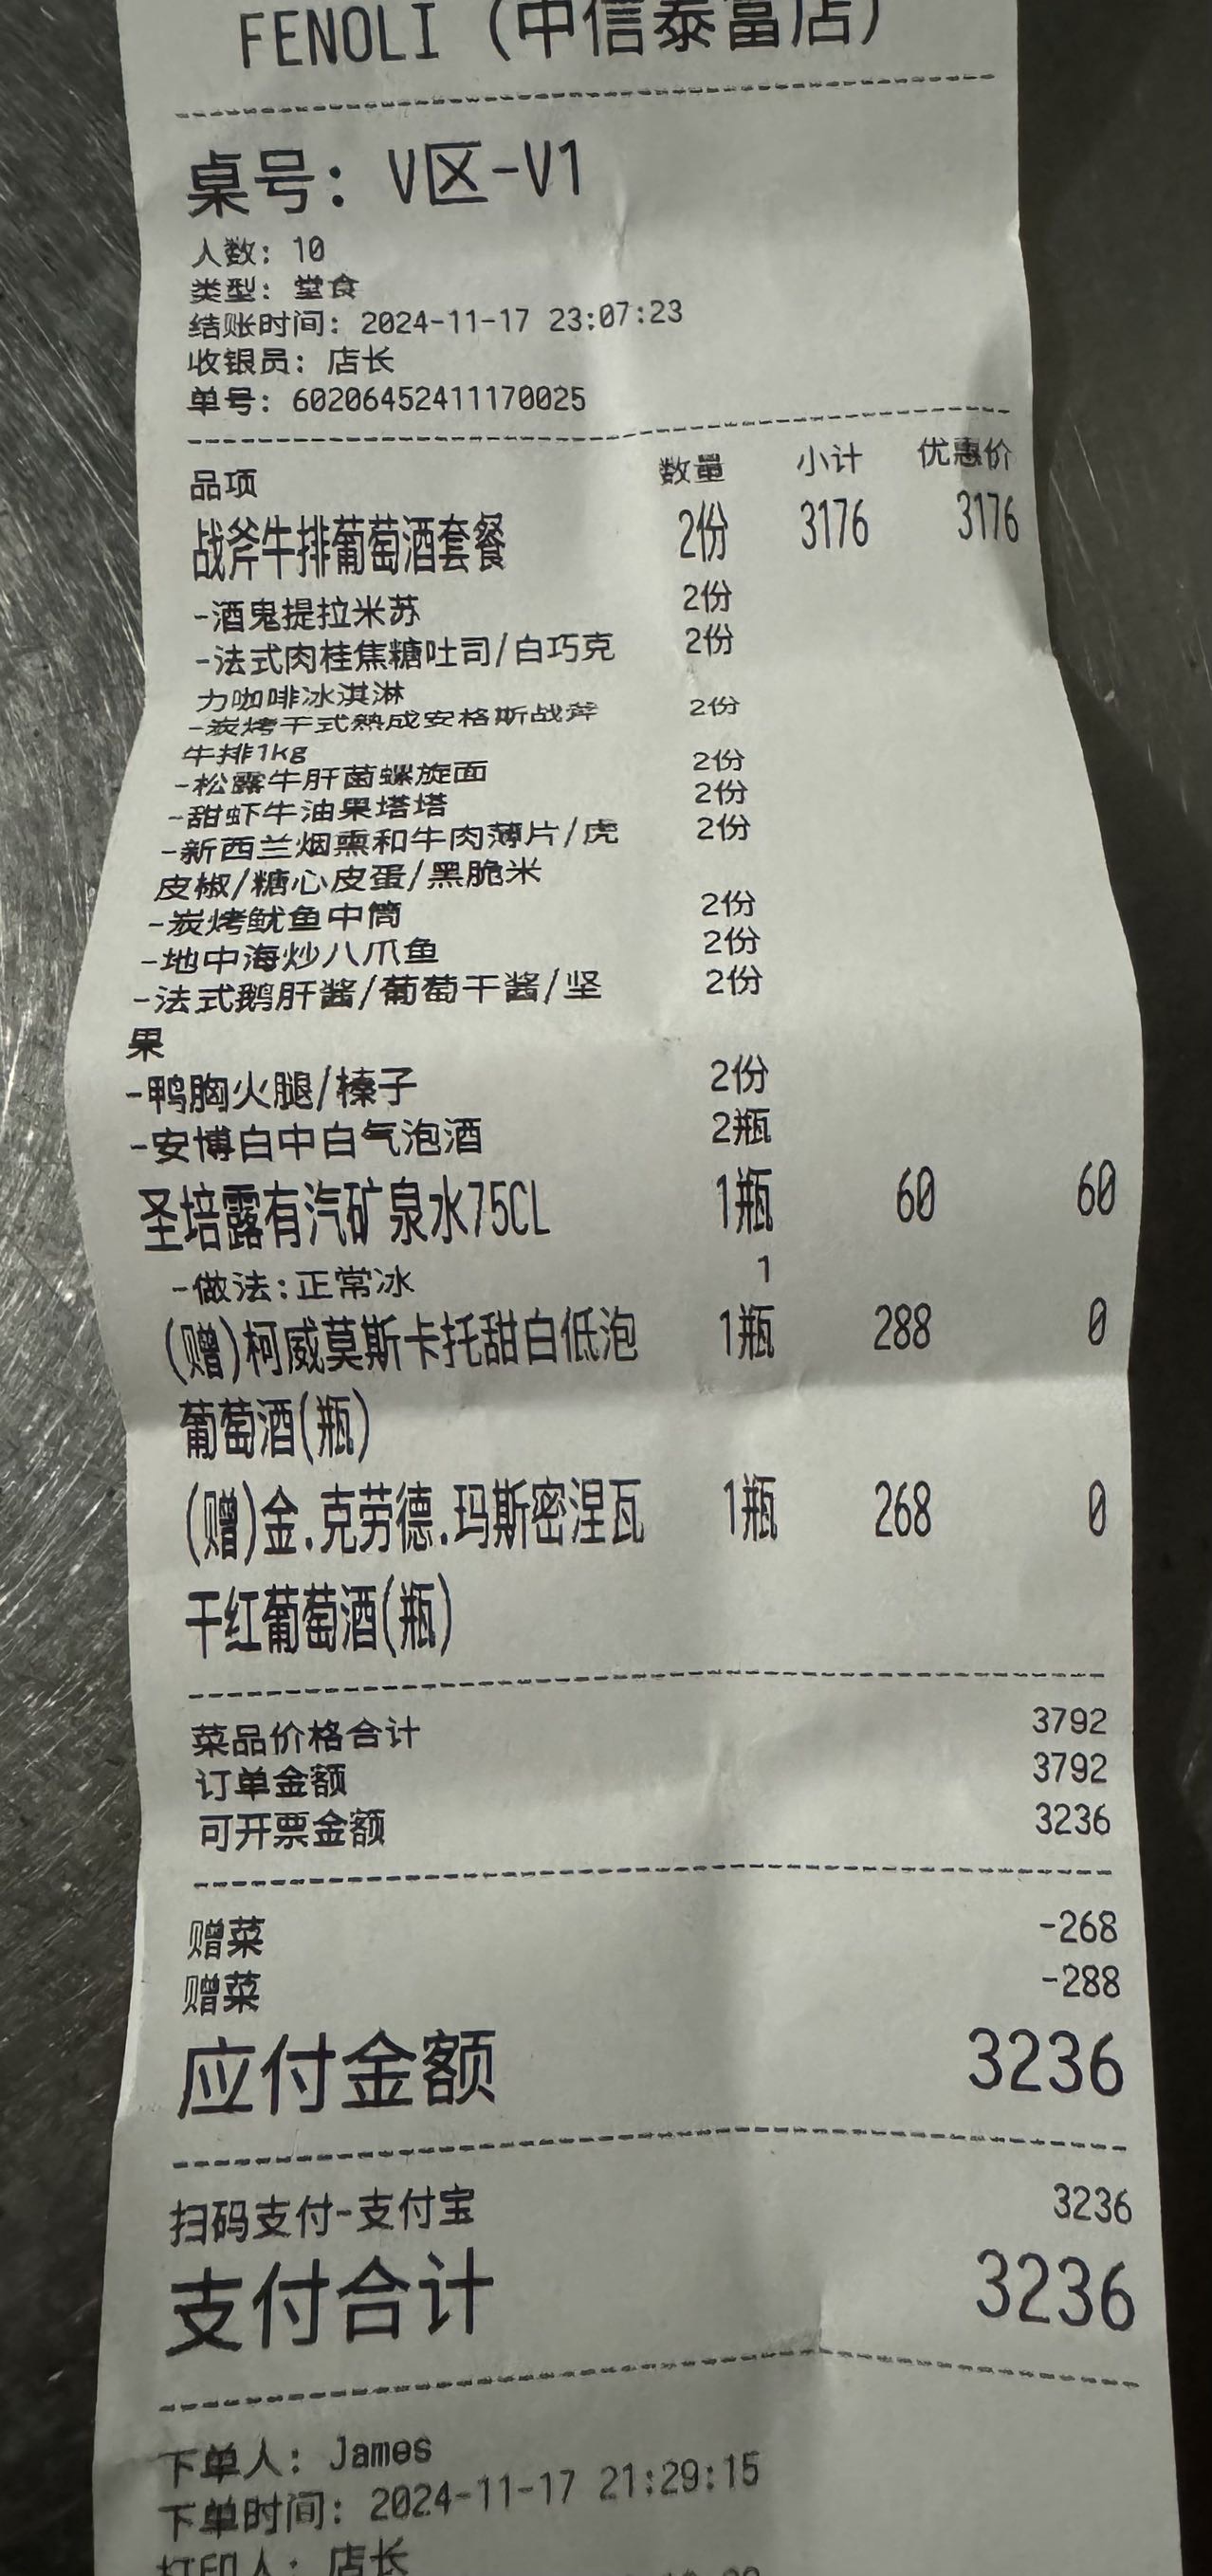 FENOLI (中信泰富店)
桌号: V区-V1
人数: 10
类型: 堂食
结账时间: 2024-11-17 23:07:23
收银员: 店长
单号: 60206452411170025
品项 数量 小计 优惠价
战斧牛排葡萄酒套餐 2份 3176 3176
-酒鬼提拉米苏 2份
-法式肉桂焦糖吐司/白巧克 2份
力咖啡冰淇淋
-炭烤干式熟成安格斯战斧 2份
牛排1kg
-松露牛肝菌螺旋面 2份
-甜虾牛油果塔塔 2份
-新西兰烟熏和牛肉薄片/虎 2份
皮椒/糖心皮蛋/黑脆米
-炭烤鱿鱼中筒 2份
-地中海炒八爪鱼 2份
-法式鹅肝酱/葡萄干酱/坚 2份
果
-鸭胸火腿/榛子 2份
-安博白中白气泡酒 2瓶
圣培露有汽矿泉水75CL 1瓶 60 60
-做法:正常冰 1
(赠)柯威莫斯卡托甜白低泡 1瓶 288 0
葡萄酒(瓶)
(赠)金.克劳德.玛斯密涅瓦 1瓶 268 0
干红葡萄酒(瓶)
菜品价格合计 3792
订单金额 3792
可开票金额 3236
赠菜 -268
赠菜 -288
应付金额 3236
扫码支付-支付宝 3236
支付合计 3236
下单人: James
下单时间: 2024-11-17 21:29:15
打印人: 店长